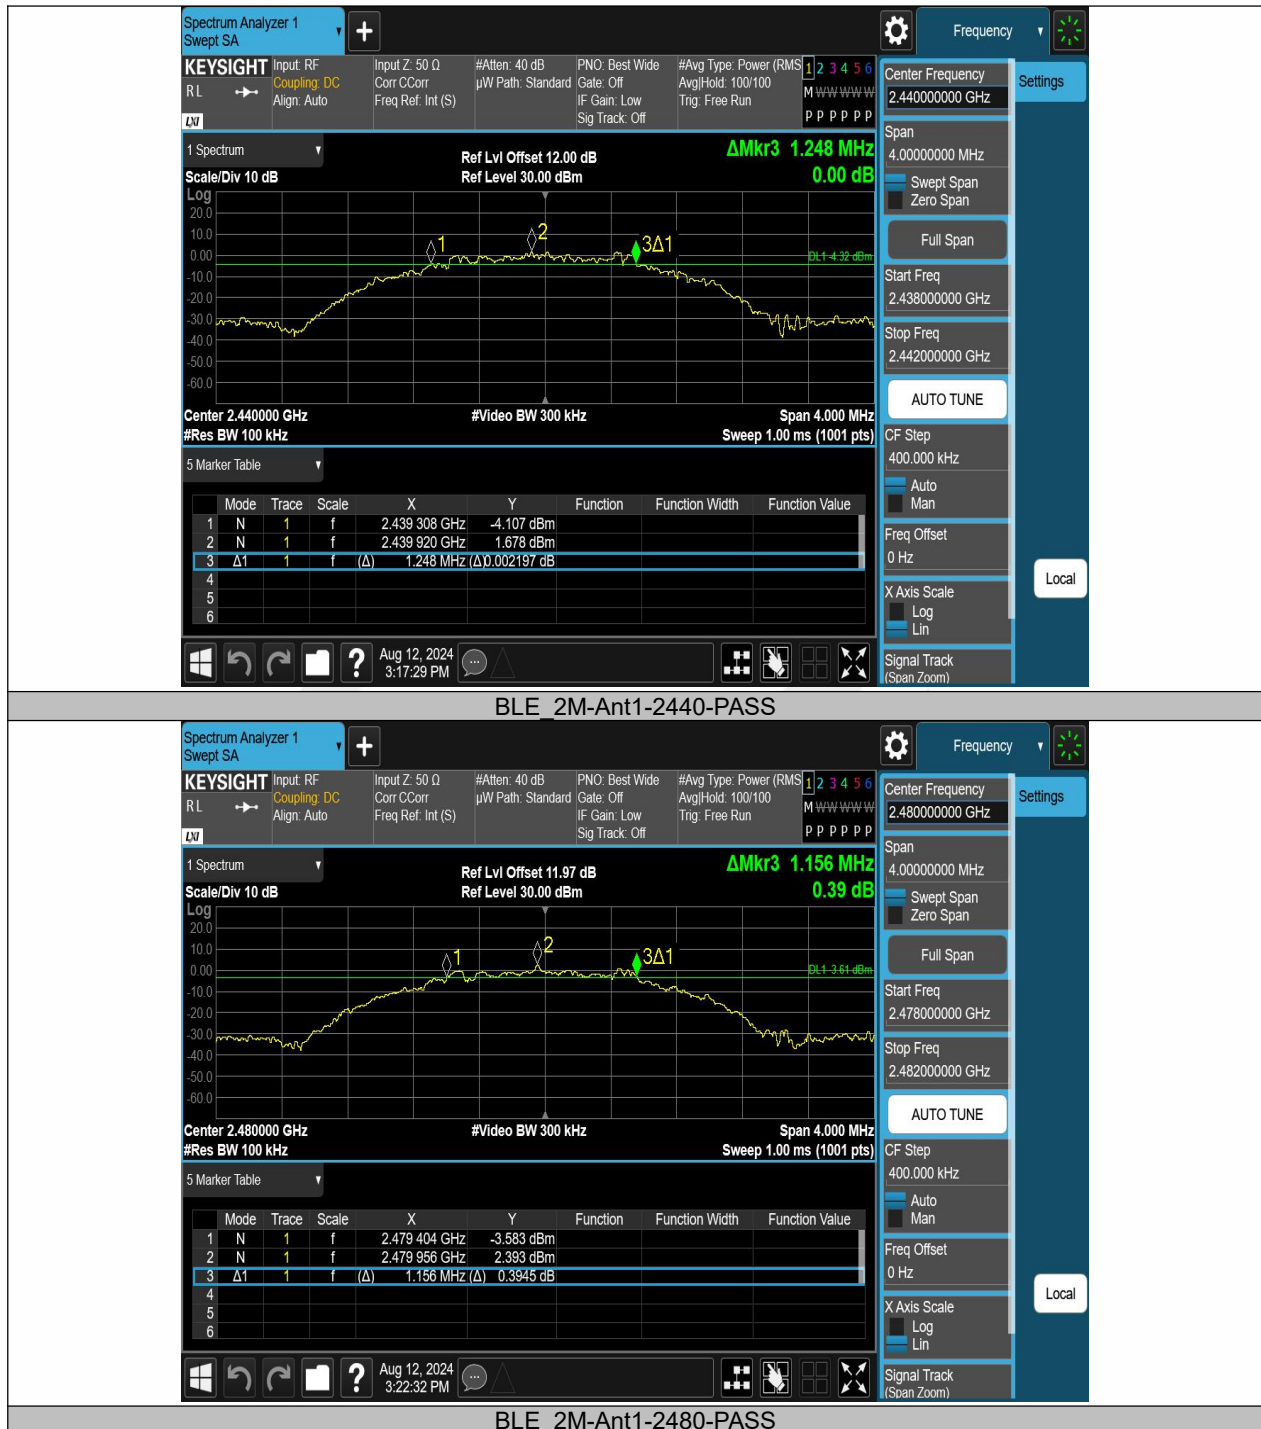 Spectrum Analyzer 1
Swept SA
Frequency
KEYSIGHT
R L
LXI
Input: RF
Coupling: DC
Align: Auto
Input Z: 50 Ω
Corr CCorr
Freq Ref: Int (S)
#Atten: 40 dB
µW Path: Standard
PNO: Best Wide
Gate: Off
IF Gain: Low
Sig Track: Off
#Avg Type: Power (RMS
Avg|Hold: 100/100
Trig: Free Run
1 2 3 4 5 6
M W W W W W
P P P P P P
1 Spectrum
Scale/Div 10 dB
Ref Lvl Offset 12.00 dB
Ref Level 30.00 dBm
ΔMkr3 1.248 MHz
0.00 dB
Log
20.0
10.0
0.00
-10.0
-20.0
-30.0
-40.0
-50.0
-60.0
1
2
3Δ1
DL1 -4.32 dBm
Center 2.440000 GHz
#Video BW 300 kHz
Span 4.000 MHz
#Res BW 100 kHz
Sweep 1.00 ms (1001 pts)
5 Marker Table
Mode Trace Scale X Y Function Function Width Function Value
1 N 1 f 2.439 308 GHz -4.107 dBm
2 N 1 f 2.439 920 GHz 1.678 dBm
3 Δ1 1 f (Δ) 1.248 MHz (Δ) 0.002197 dB
4
5
6
Aug 12, 2024
3:17:29 PM
Center Frequency
2.440000000 GHz
Settings
Span
4.00000000 MHz
Swept Span
Zero Span
Full Span
Start Freq
2.438000000 GHz
Stop Freq
2.442000000 GHz
AUTO TUNE
CF Step
400.000 kHz
Auto
Man
Freq Offset
0 Hz
Local
X Axis Scale
Log
Lin
Signal Track
(Span Zoom)
BLE_2M-Ant1-2440-PASS
Spectrum Analyzer 1
Swept SA
Frequency
KEYSIGHT
R L
LXI
Input: RF
Coupling: DC
Align: Auto
Input Z: 50 Ω
Corr CCorr
Freq Ref: Int (S)
#Atten: 40 dB
µW Path: Standard
PNO: Best Wide
Gate: Off
IF Gain: Low
Sig Track: Off
#Avg Type: Power (RMS
Avg|Hold: 100/100
Trig: Free Run
1 2 3 4 5 6
M W W W W W
P P P P P P
1 Spectrum
Scale/Div 10 dB
Ref Lvl Offset 11.97 dB
Ref Level 30.00 dBm
ΔMkr3 1.156 MHz
0.39 dB
Log
20.0
10.0
0.00
-10.0
-20.0
-30.0
-40.0
-50.0
-60.0
1
2
3Δ1
DL1 -3.61 dBm
Center 2.480000 GHz
#Video BW 300 kHz
Span 4.000 MHz
#Res BW 100 kHz
Sweep 1.00 ms (1001 pts)
5 Marker Table
Mode Trace Scale X Y Function Function Width Function Value
1 N 1 f 2.479 404 GHz -3.583 dBm
2 N 1 f 2.479 956 GHz 2.393 dBm
3 Δ1 1 f (Δ) 1.156 MHz (Δ) 0.3945 dB
4
5
6
Aug 12, 2024
3:22:32 PM
Center Frequency
2.480000000 GHz
Settings
Span
4.00000000 MHz
Swept Span
Zero Span
Full Span
Start Freq
2.478000000 GHz
Stop Freq
2.482000000 GHz
AUTO TUNE
CF Step
400.000 kHz
Auto
Man
Freq Offset
0 Hz
Local
X Axis Scale
Log
Lin
Signal Track
(Span Zoom)
BLE_2M-Ant1-2480-PASS